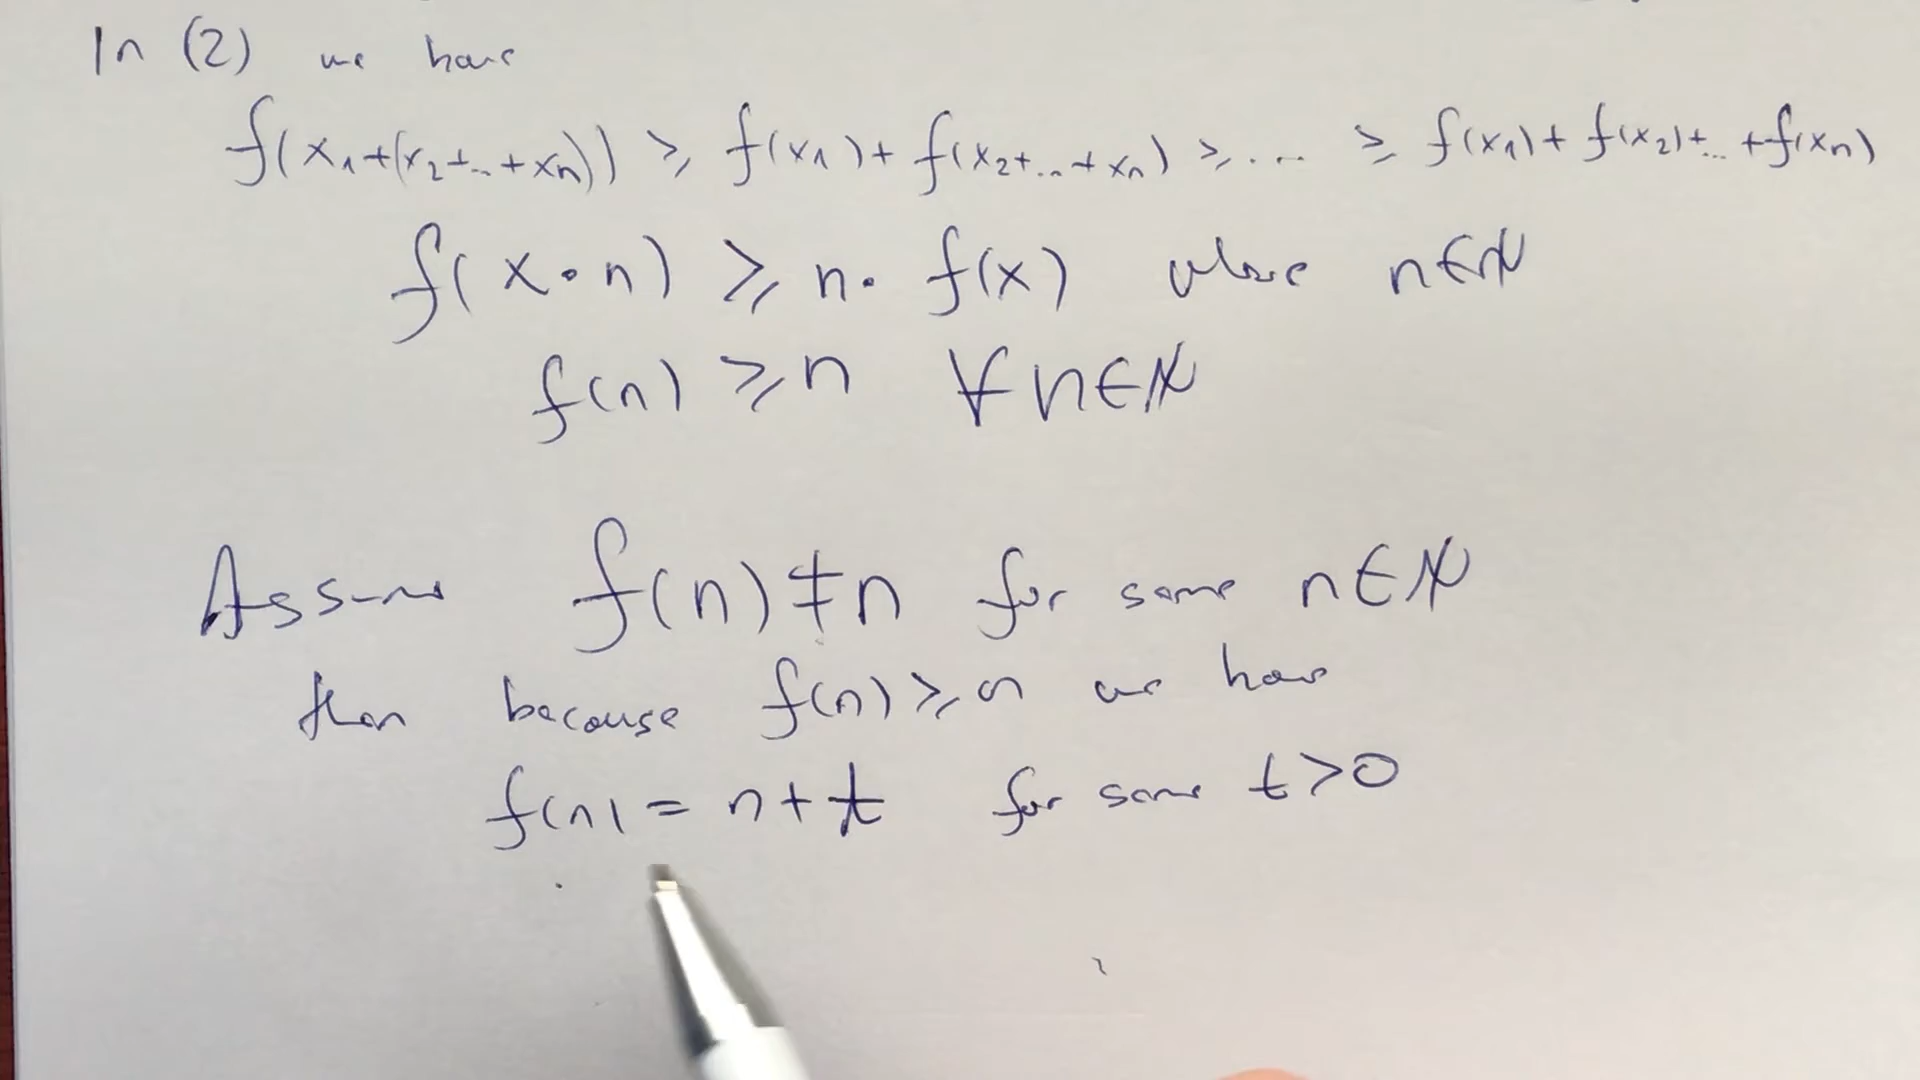 In (2) we have
f(x₁+(x₂+...+xₙ)) ⩾ f(x₁)+f(x₂+...+xₙ) ⩾ ... ⩾ f(x₁)+f(x₂)+...+f(xₙ)
f(x·n) ⩾ n·f(x) where n∈ℕ
f(n) ⩾ n ∀n∈ℕ
Assume f(n)≠n for some n∈ℕ
then because f(n)⩾n we have
f(n) = n+t for some t>0